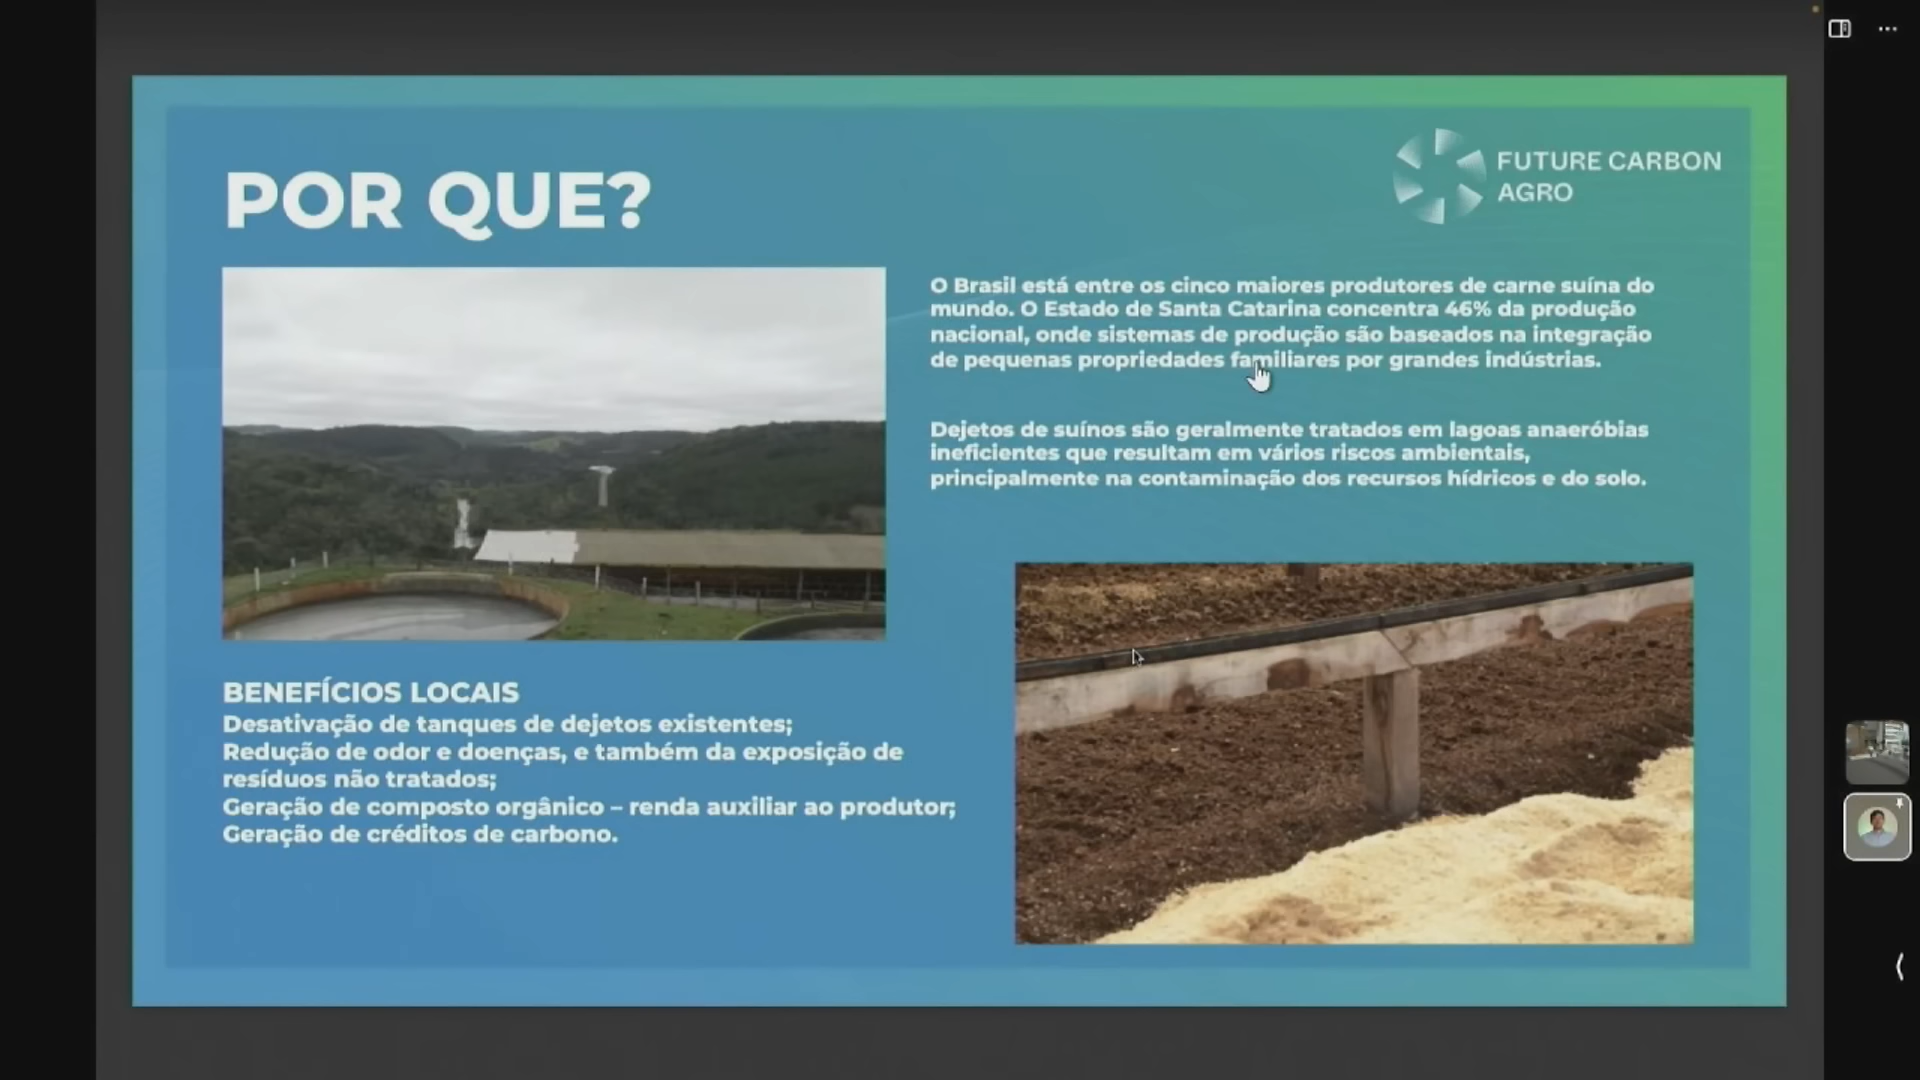 POR QUE?
FUTURE CARBON
AGRO
O Brasil está entre os cinco maiores produtores de carne suína do
mundo. O Estado de Santa Catarina concentra 46% da produção
nacional, onde sistemas de produção são baseados na integração
de pequenas propriedades familiares por grandes indústrias.
Dejetos de suínos são geralmente tratados em lagoas anaeróbias
ineficientes que resultam em vários riscos ambientais,
principalmente na contaminação dos recursos hídricos e do solo.
BENEFÍCIOS LOCAIS
Desativação de tanques de dejetos existentes;
Redução de odor e doenças, e também da exposição de
resíduos não tratados;
Geração de composto orgânico – renda auxiliar ao produtor;
Geração de créditos de carbono.